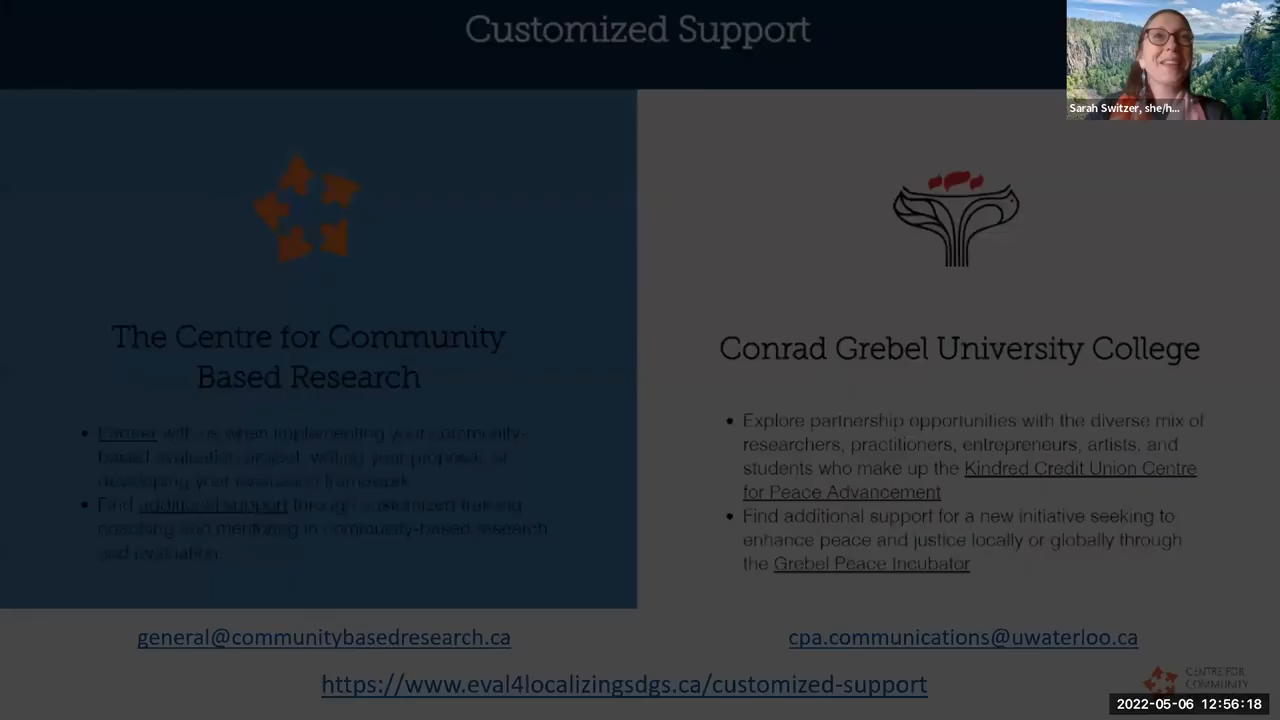 Customized Support
Sarah Switzer, she/h...
The Centre for Community
Based Research
Partner with us when implementing your community-
based evaluation project, writing your proposal, or
developing your evaluation framework
Find additional support through customized training,
coaching and mentoring in community-based research
and evaluation.
Conrad Grebel University College
Explore partnership opportunities with the diverse mix of
researchers, practitioners, entrepreneurs, artists, and
students who make up the Kindred Credit Union Centre
for Peace Advancement
Find additional support for a new initiative seeking to
enhance peace and justice locally or globally through
the Grebel Peace Incubator
general@communitybasedresearch.ca
cpa.communications@uwaterloo.ca
https://www.eval4localizingsdgs.ca/customized-support
CENTRE FOR
COMMUNITY
2022-05-06 12:56:18